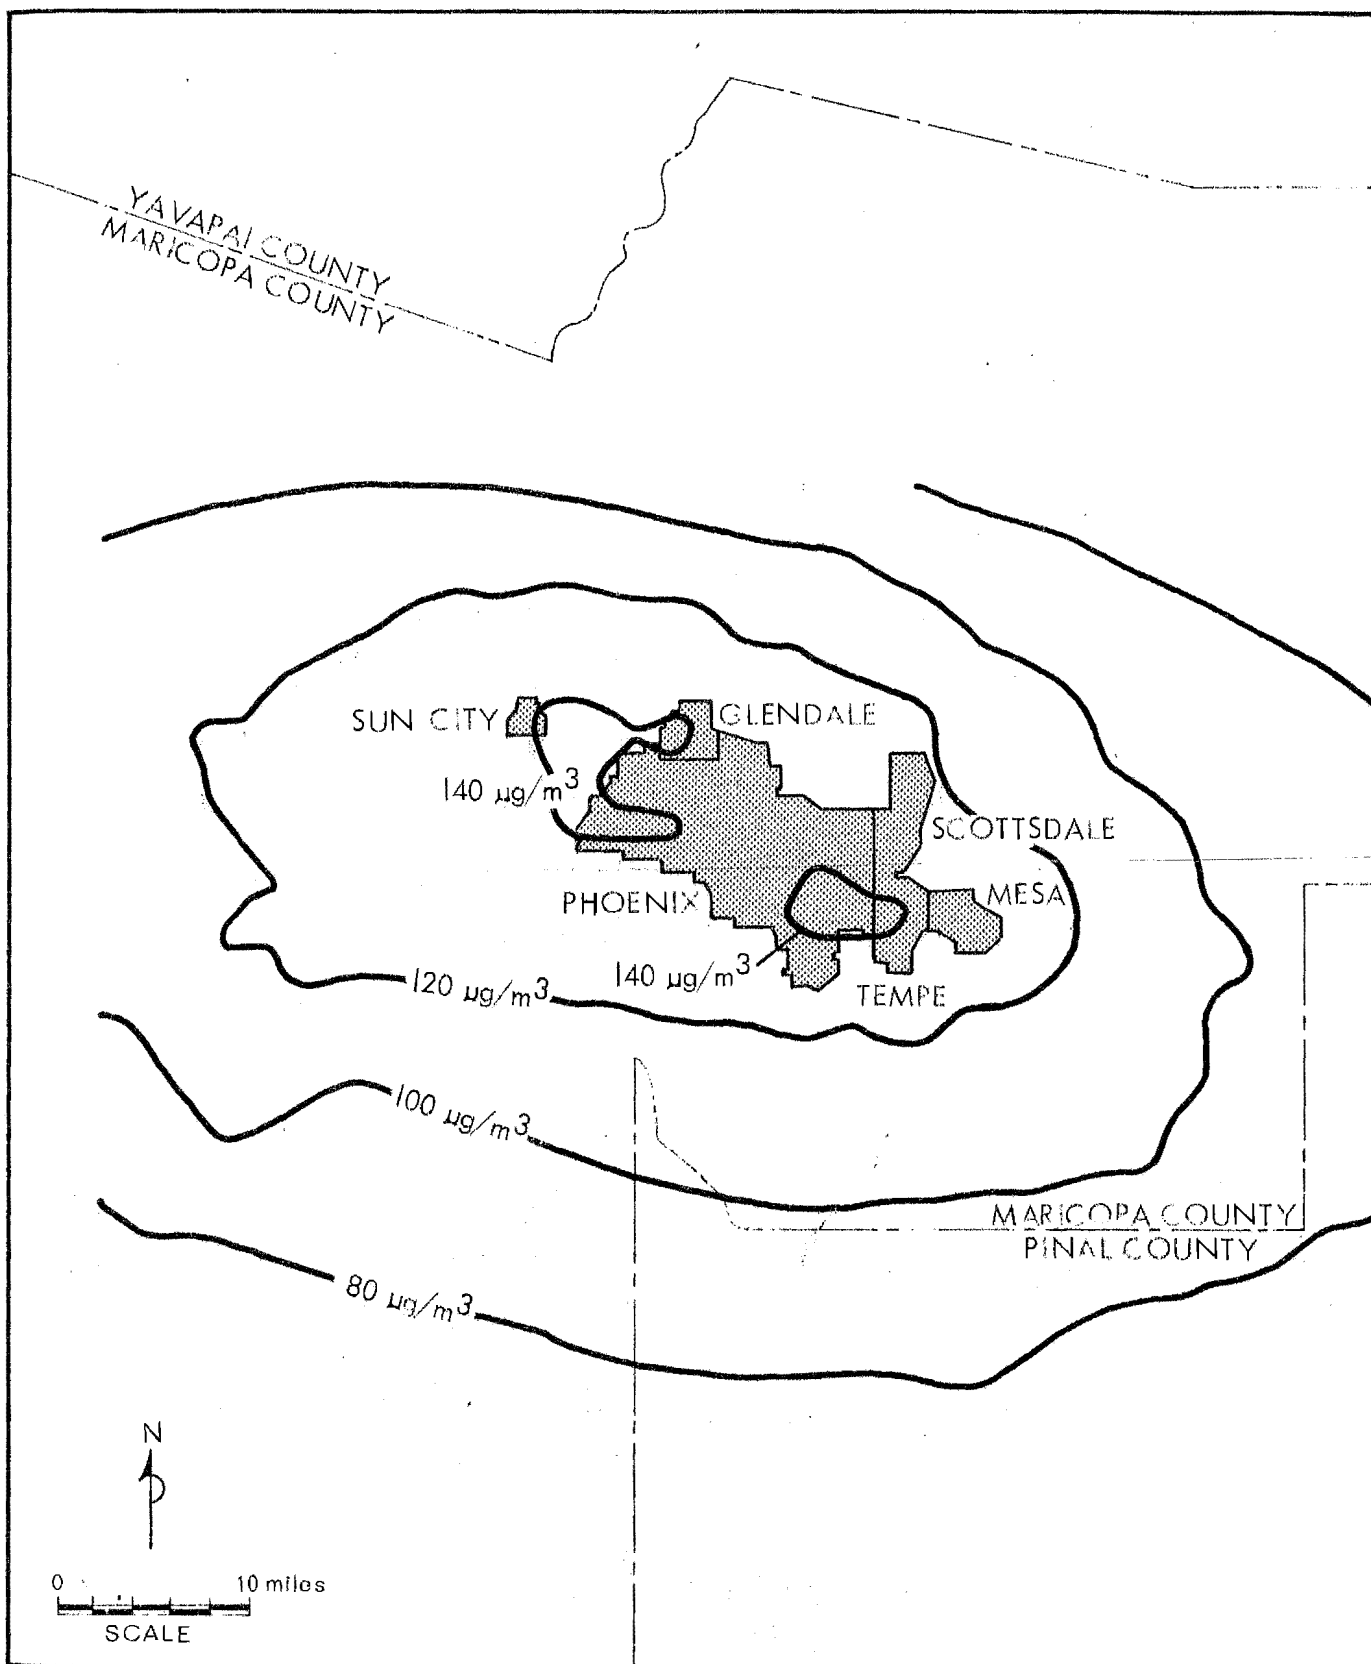 YAVAPAI COUNTY
MARICOPA COUNTY
SUN CITY
GLENDALE
140 µg/m³
SCOTTSDALE
PHOENIX
MESA
140 µg/m³
TEMPE
120 µg/m³
100 µg/m³
MARICOPA COUNTY
PINAL COUNTY
80 µg/m³
N
0 10 miles
SCALE